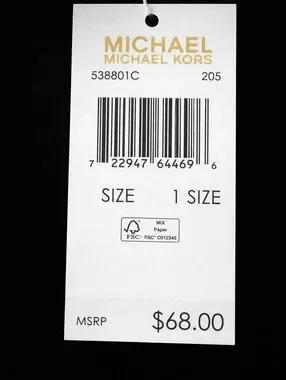 MICHAEL
MICHAEL KORS
538801C 205
7 22947 64469 6
SIZE 1 SIZE
MIX
Paper
FSC® FSC® C012345
MSRP $68.00